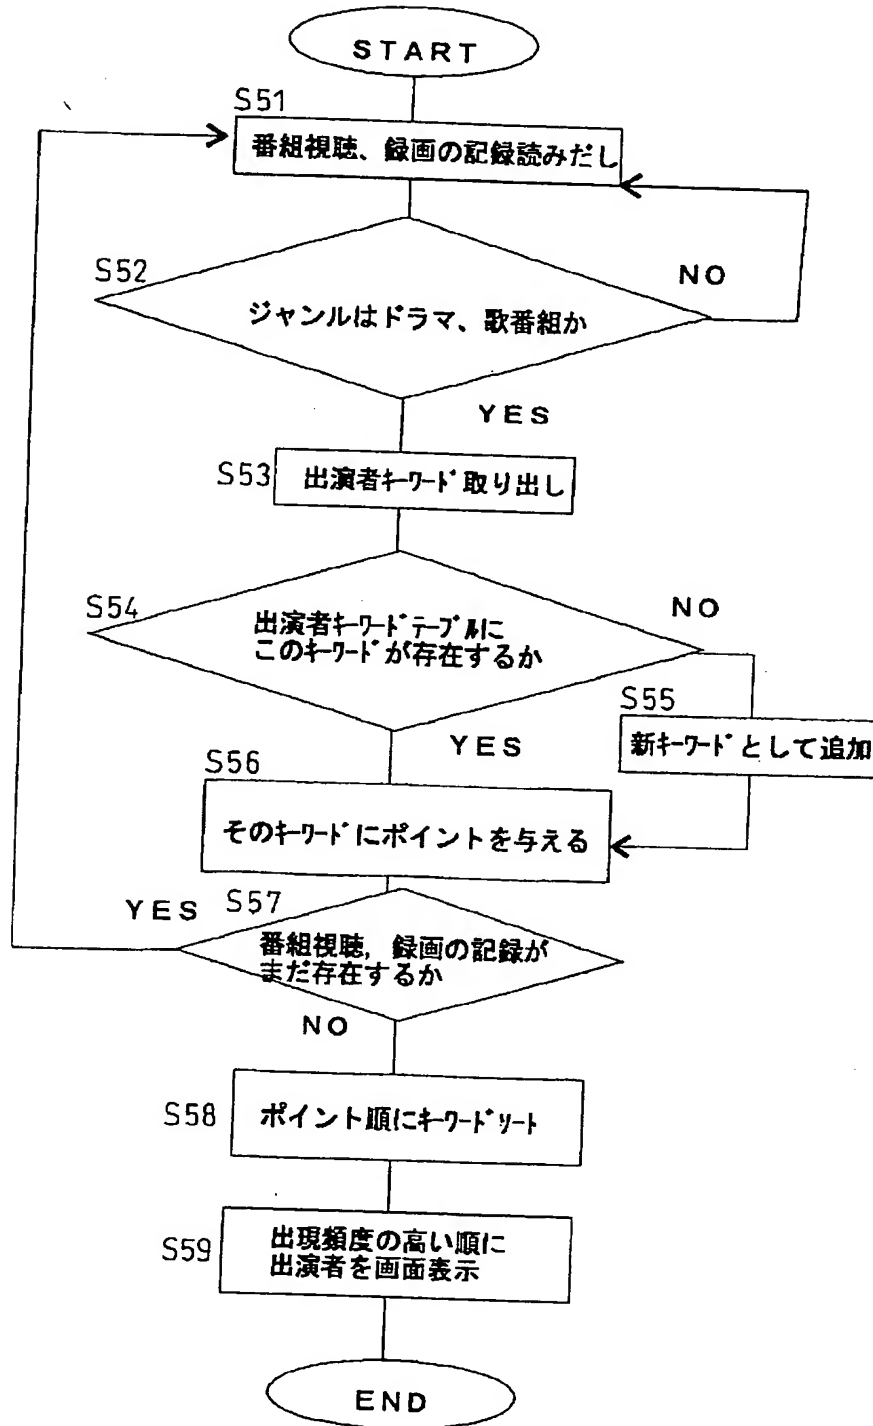 START
S51
番組視聴、録画の記録読みだし
S52
NO
ジャンルはドラマ、歌番組か
YES
S53
出演者ｷｰﾜｰﾄﾞ取り出し
S54
NO
出演者ｷｰﾜｰﾄﾞﾃｰﾌﾞﾙに
このｷｰﾜｰﾄﾞが存在するか
S55
YES
新ｷｰﾜｰﾄﾞとして追加
S56
そのｷｰﾜｰﾄﾞにポイントを与える
YES
S57
番組視聴，録画の記録が
まだ存在するか
NO
S58
ポイント順にｷｰﾜｰﾄﾞｿｰﾄ
S59
出現頻度の高い順に
出演者を画面表示
END